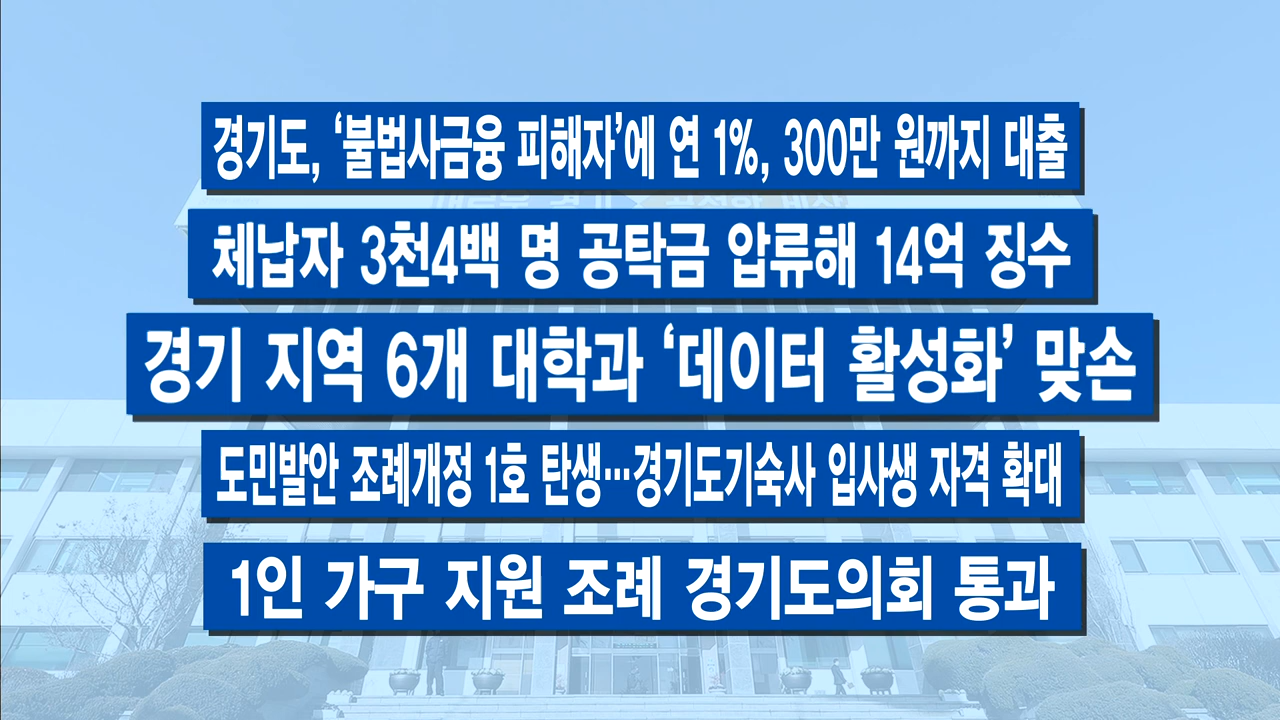 경기도, ‘불법사금융 피해자’에 연 1%, 300만 원까지 대출
체납자 3천4백 명 공탁금 압류해 14억 징수
경기 지역 6개 대학과 ‘데이터 활성화’ 맞손
도민발안 조례개정 1호 탄생…경기도기숙사 입사생 자격 확대
1인 가구 지원 조례 경기도의회 통과